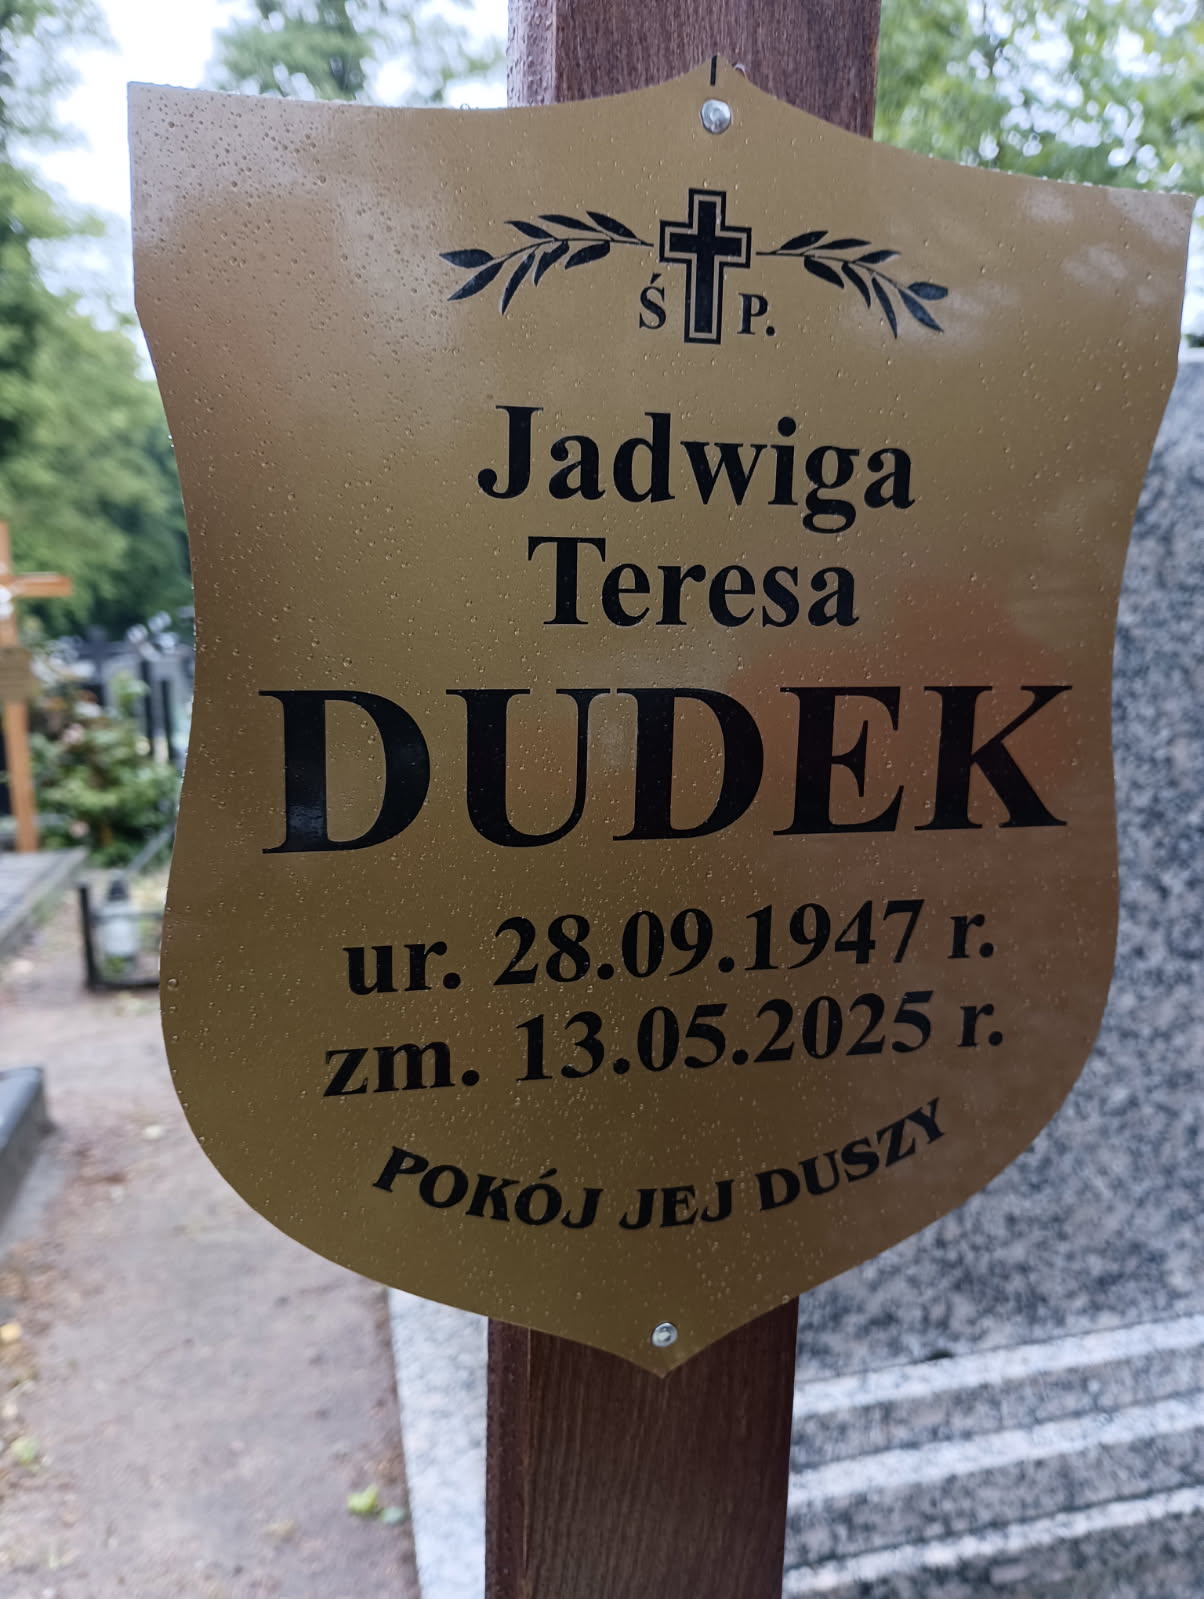 Ś P.
Jadwiga
Teresa
DUDEK
ur. 28.09.1947 r.
zm. 13.05.2025 r.
POKÓJ JEJ DUSZY